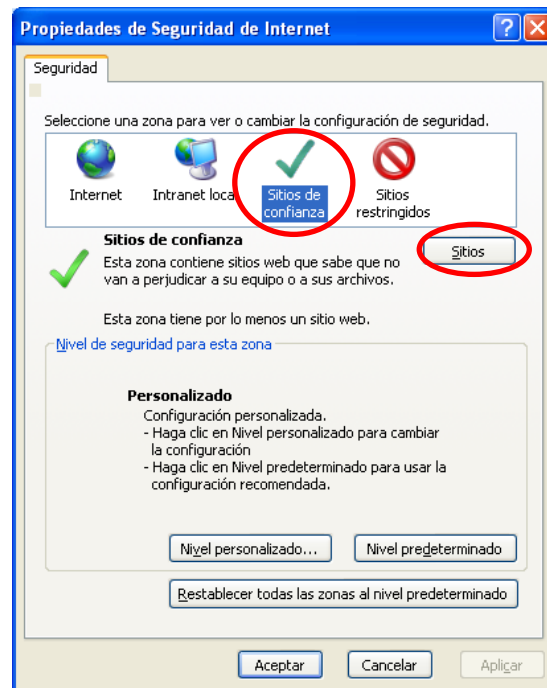 Propiedades de Seguridad de Internet
Seguridad
Seleccione una zona para ver o cambiar la configuración de seguridad.
Internet
Intranet loca
Sitios de
confianza
Sitios
restringidos
Sitios de confianza
Sitios
Esta zona contiene sitios web que sabe que no
van a perjudicar a su equipo o a sus archivos.
Esta zona tiene por lo menos un sitio web.
Nivel de seguridad para esta zona
Personalizado
Configuración personalizada.
- Haga clic en Nivel personalizado para cambiar
la configuración
- Haga clic en Nivel predeterminado para usar la
configuración recomendada.
Nivel personalizado...
Nivel predeterminado
Restablecer todas las zonas al nivel predeterminado
Aceptar
Cancelar
Aplicar